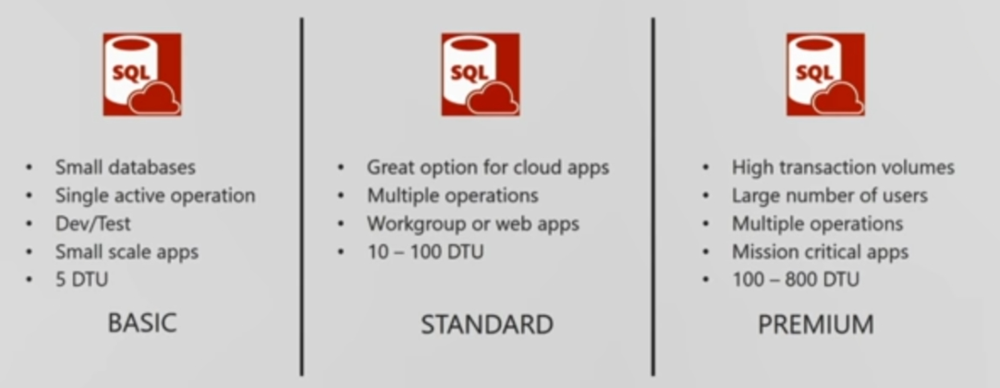 SQL
• Small databases
• Single active operation
• Dev/Test
• Small scale apps
• 5 DTU
BASIC
SQL
• Great option for cloud apps
• Multiple operations
• Workgroup or web apps
• 10 – 100 DTU
STANDARD
SQL
• High transaction volumes
• Large number of users
• Multiple operations
• Mission critical apps
• 100 – 800 DTU
PREMIUM